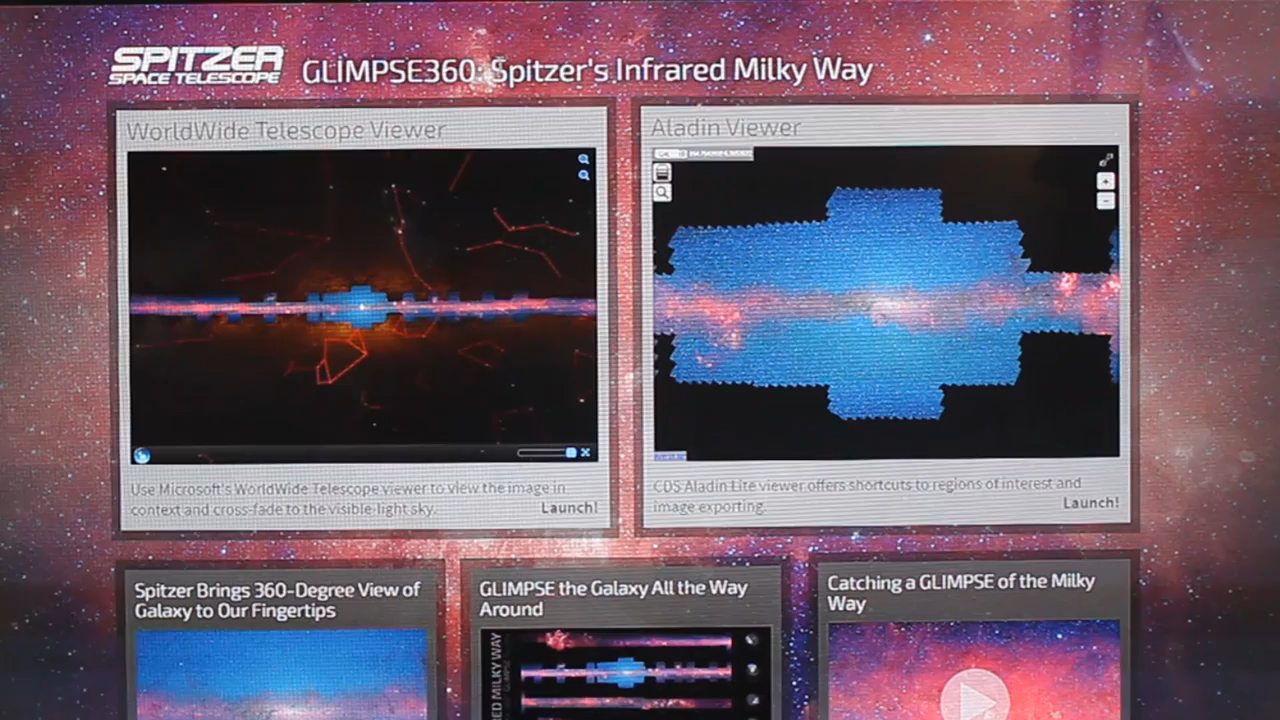 SPITZER
SPACE TELESCOPE
GLIMPSE360: Spitzer's Infrared Milky Way
WorldWide Telescope Viewer
Aladin Viewer
Use Microsoft's WorldWide Telescope viewer to view the image in
context and cross-fade to the visible-light sky.
Launch!
CDS Aladin Lite viewer offers shortcuts to regions of interest and
image exporting.
Launch!
Spitzer Brings 360-Degree View of
Galaxy to Our Fingertips
GLIMPSE the Galaxy All the Way
Around
Catching a GLIMPSE of the Milky
Way
MILKY WAY